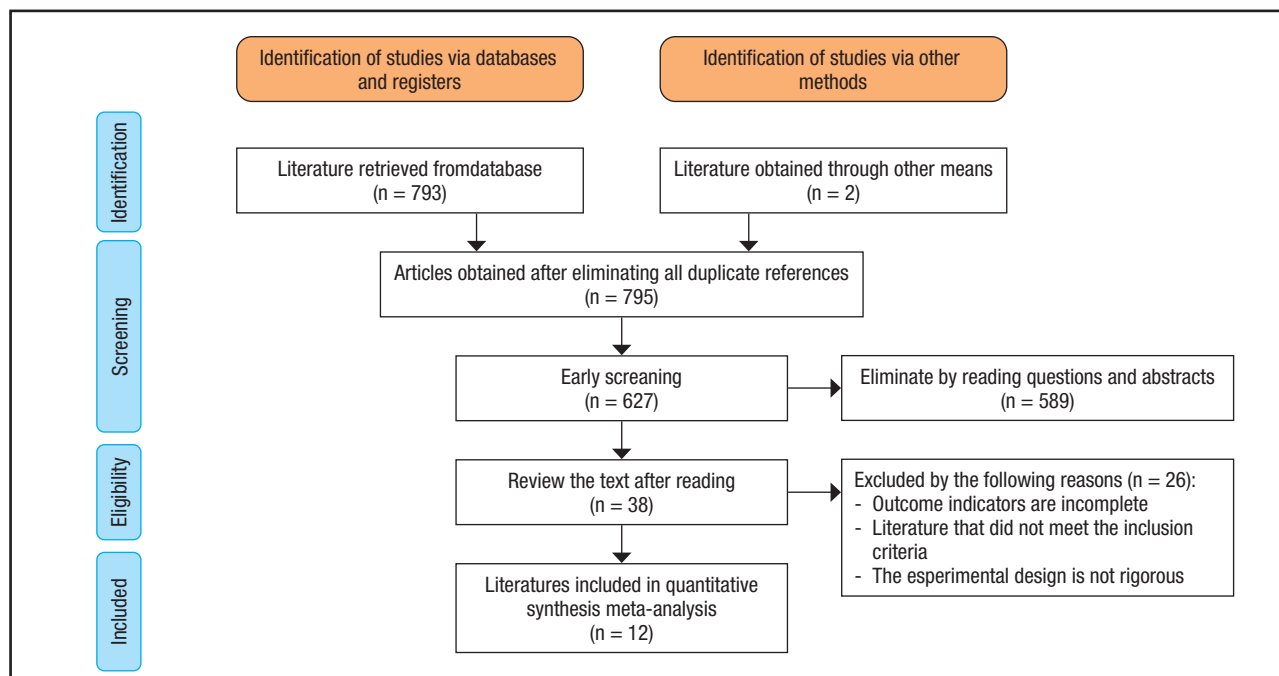 Identification of studies via databases
and registers
Identification of studies via other
methods
Identification
Literature retrieved fromdatabase
(n = 793)
Literature obtained through other means
(n = 2)
Screening
Articles obtained after eliminating all duplicate references
(n = 795)
Early screaning
(n = 627)
Eliminate by reading questions and abstracts
(n = 589)
Eligibility
Review the text after reading
(n = 38)
Excluded by the following reasons (n = 26):
- Outcome indicators are incomplete
- Literature that did not meet the inclusion
criteria
- The esperimental design is not rigorous
Included
Literatures included in quantitative
synthesis meta-analysis
(n = 12)